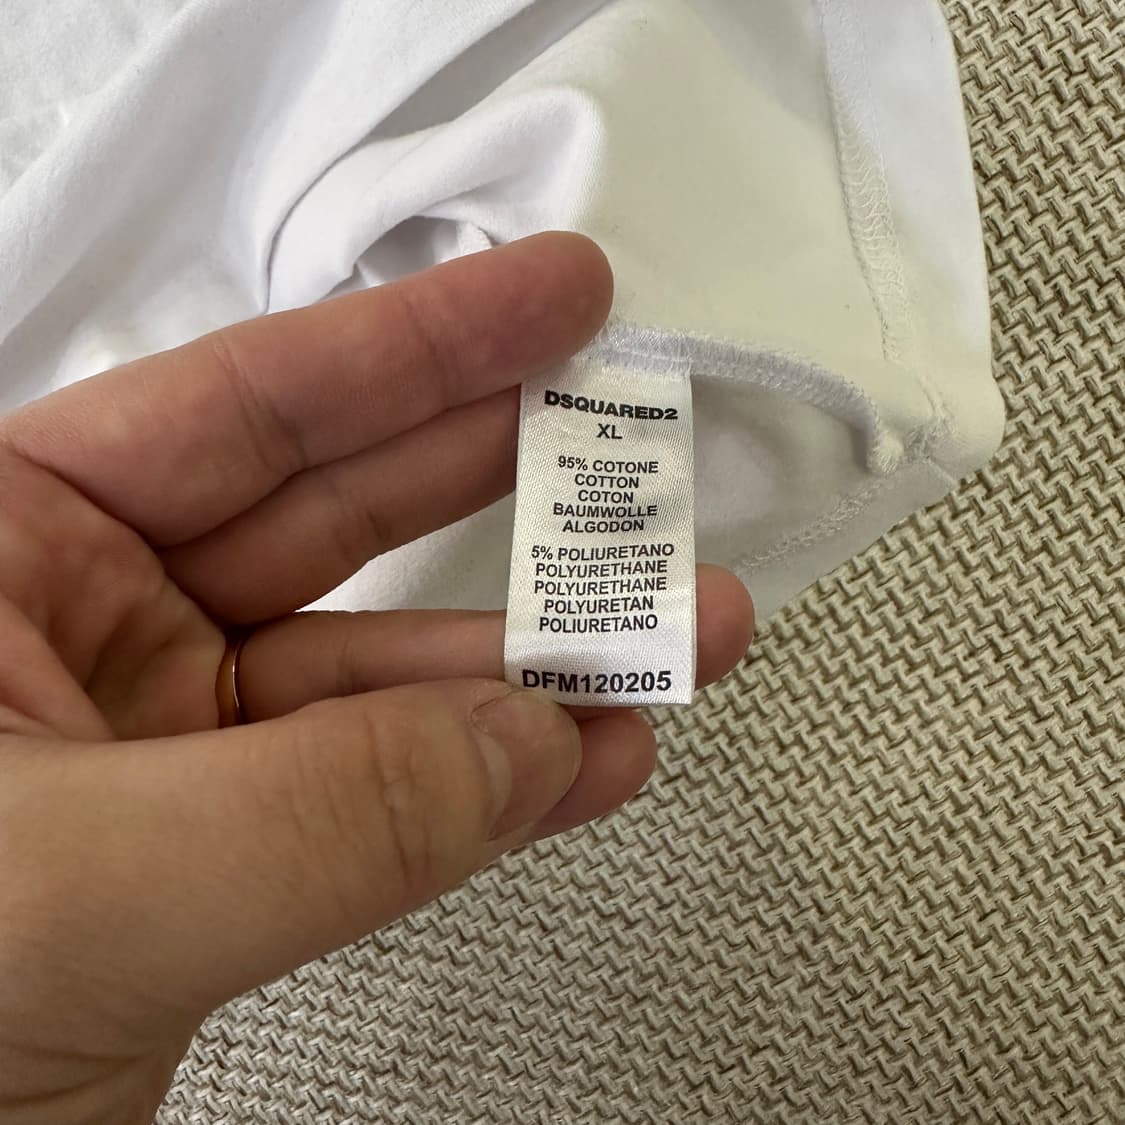 DSQUARED2
XL
95% COTONE
COTTON
COTON
BAUMWOLLE
ALGODON
5% POLIURETANO
POLYURETHANE
POLYURETHANE
POLYURETAN
POLIURETANO
DFM120205